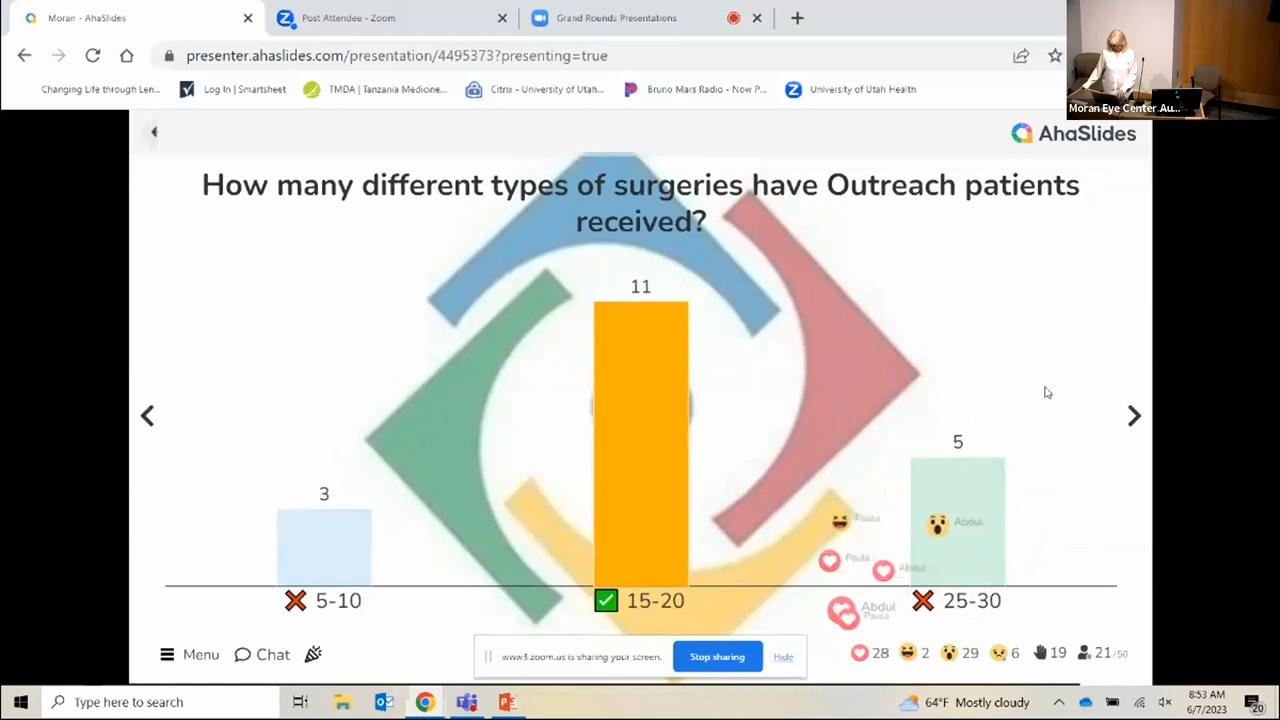 Moran - AhaSlides
Post Attendee - Zoom
Grand Rounds Presentations
presenter.ahaslides.com/presentation/4495373?presenting=true
Changing Life through Len...
Log In | Smartsheet
TMDA | Tanzania Medicine...
Citrix - University of Utah...
Bruno Mars Radio - Now P...
University of Utah Health
Moran Eye Center Au...
AhaSlides
How many different types of surgeries have Outreach patients
received?
11
5
3
Paula
Abdul
Paula
Abdul
Abdul
Paula
5-10
15-20
25-30
Menu
Chat
www3.zoom.us is sharing your screen.
Stop sharing
Hide
28
2
29
6
19
21/50
Type here to search
64°F Mostly cloudy
8:53 AM
6/7/2023
20